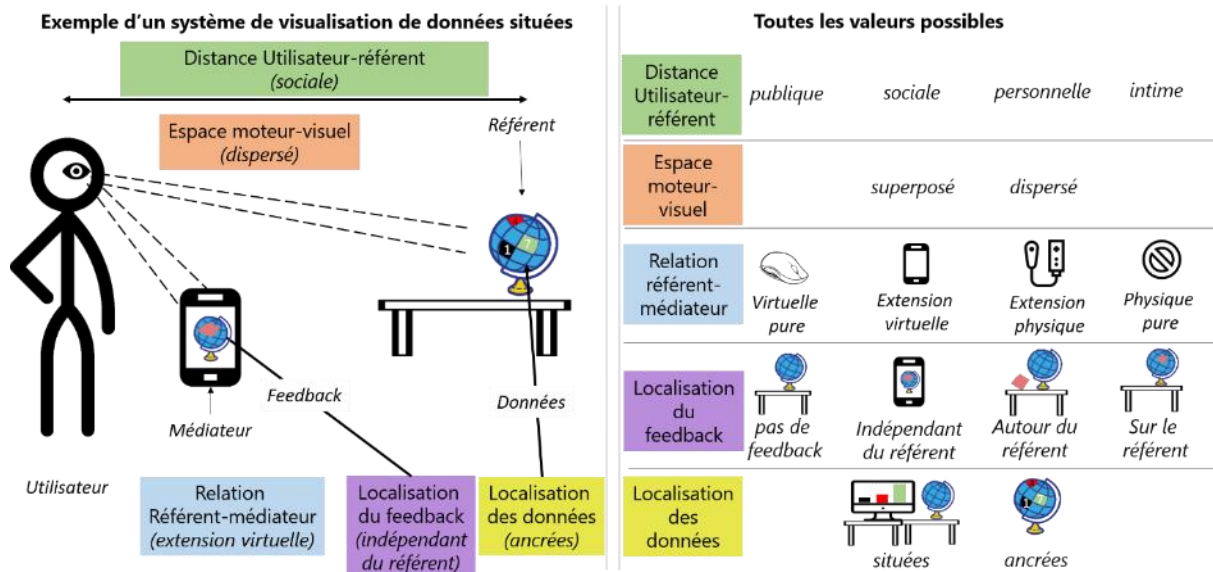 Exemple d'un système de visualisation de données situées
Distance Utilisateur-référent
(sociale)
Espace moteur-visuel
(dispersé)
Référent
1
?
Feedback
Données
Médiateur
Utilisateur
Relation
Référent-médiateur
(extension virtuelle)
Localisation
du feedback
(indépendant
du référent)
Localisation
des données
(ancrées)
Toutes les valeurs possibles
Distance
Utilisateur-
référent
publique
sociale
personnelle
intime
Espace
moteur-
visuel
superposé
dispersé
Relation
référent-
médiateur
Virtuelle
pure
Extension
virtuelle
Extension
physique
Physique
pure
Localisation
du
feedback
pas de
feedback
Indépendant
du référent
Autour du
référent
Sur le
référent
Localisation
des
données
situées
1
ancrées